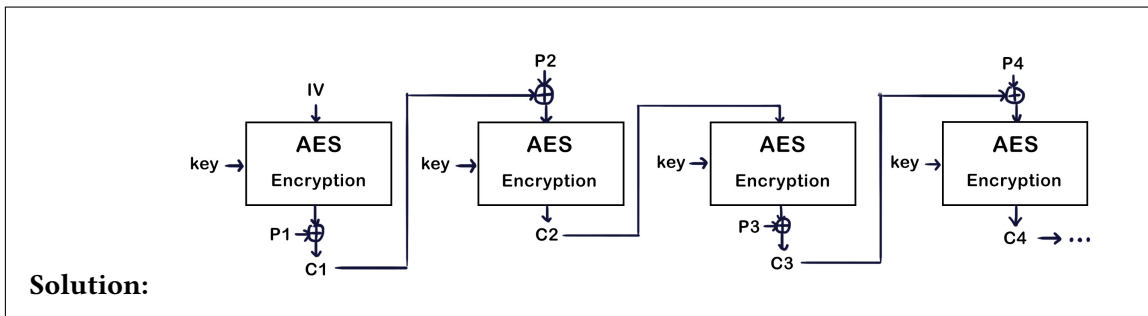 P2
P4
IV
AES
AES
AES
AES
key
key
key
key
Encryption
Encryption
Encryption
Encryption
P1
C2
P3
C4
...
C1
C3
Solution: